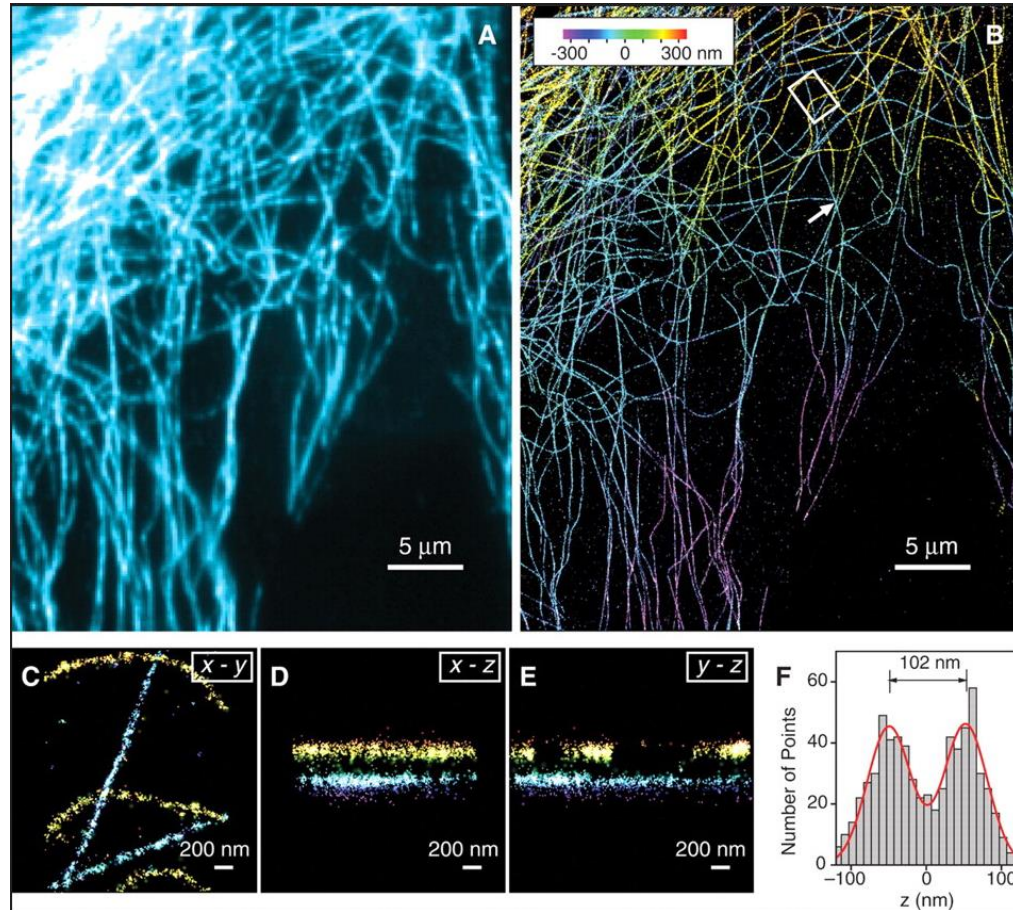 A
-300 0 300 nm
B
5 μm
5 μm
C
x - y
200 nm
D
x - z
200 nm
E
y - z
200 nm
F
102 nm
Number of Points
60
40
20
0
−100 0 100
z (nm)